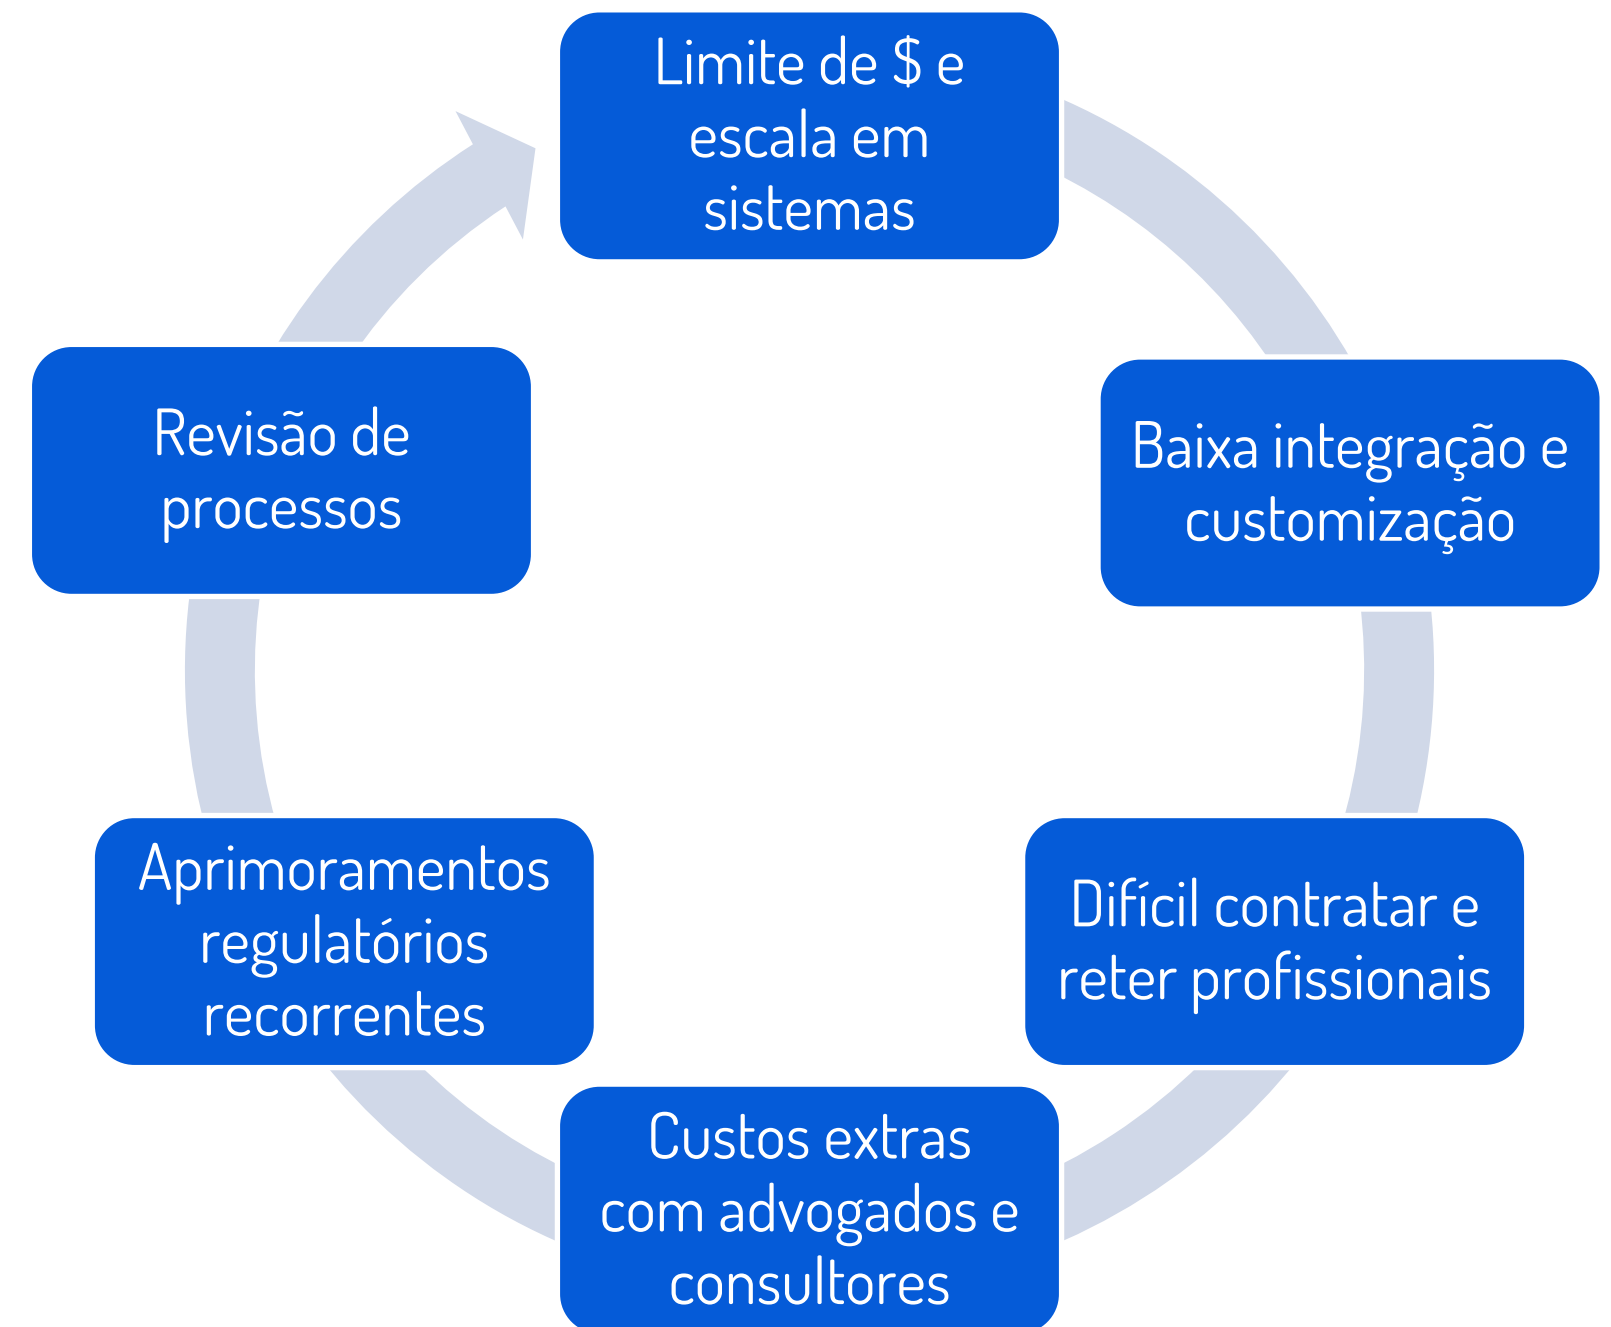 Limite de $ e
escala em
sistemas
Baixa integração e
customização
Difícil contratar e
reter profissionais
Custos extras
com advogados e
consultores
Aprimoramentos
regulatórios
recorrentes
Revisão de
processos